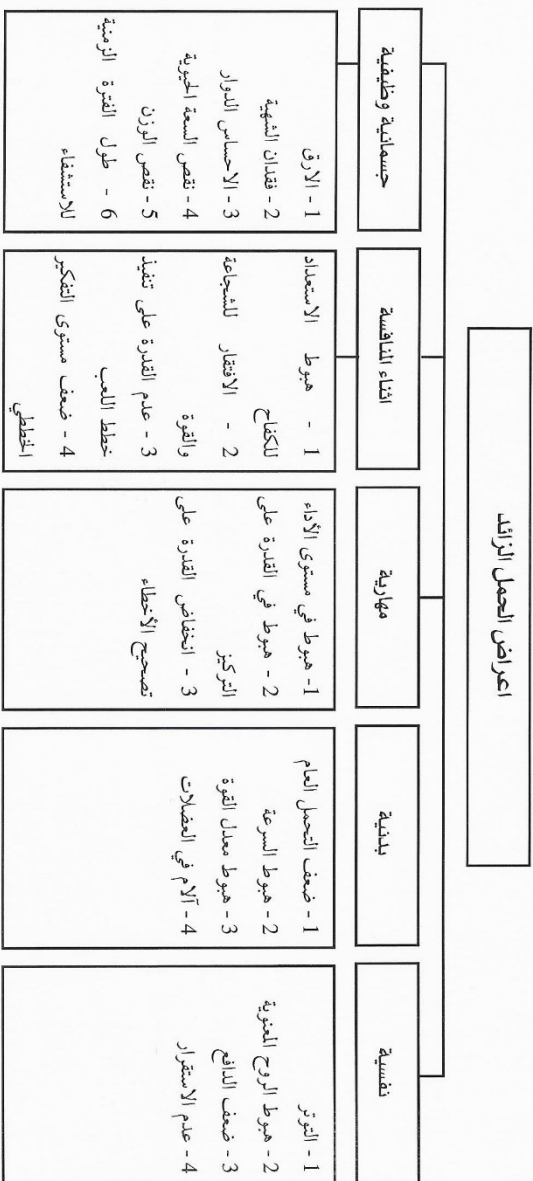 اعراض الحمل الزائد
نفسية
1 - التوتر
2 - هبوط الروح المعنوية
3 - ضعف الدافع
4 - عدم الاستقرار
بدنية
1 - ضعف التحمل العام
2 - هبوط السرعة
3 - هبوط معدل القوة
4 - آلام في العضلات
مهارية
1- هبوط في مستوى الأداء
2 - هبوط في القدرة على
التركيز
3 - انخفاض القدرة على
تصحيح الأخطاء
اثناء المنافسة
1 - هبوط الاستعداد
للكفاح
2 - الافتقار للشجاعة
والقوة
3 - عدم القدرة على تنفيذ
خطط اللعب
4 - ضعف مستوى التفكير
الخططي
جسمانية وظيفية
1 - الارق
2 - فقدان الشهية
3 - الاحساس الدوار
4 - نقص السعة الحيوية
5 - نقص الوزن
6 - طول الفترة الزمنية
للاستشفاء